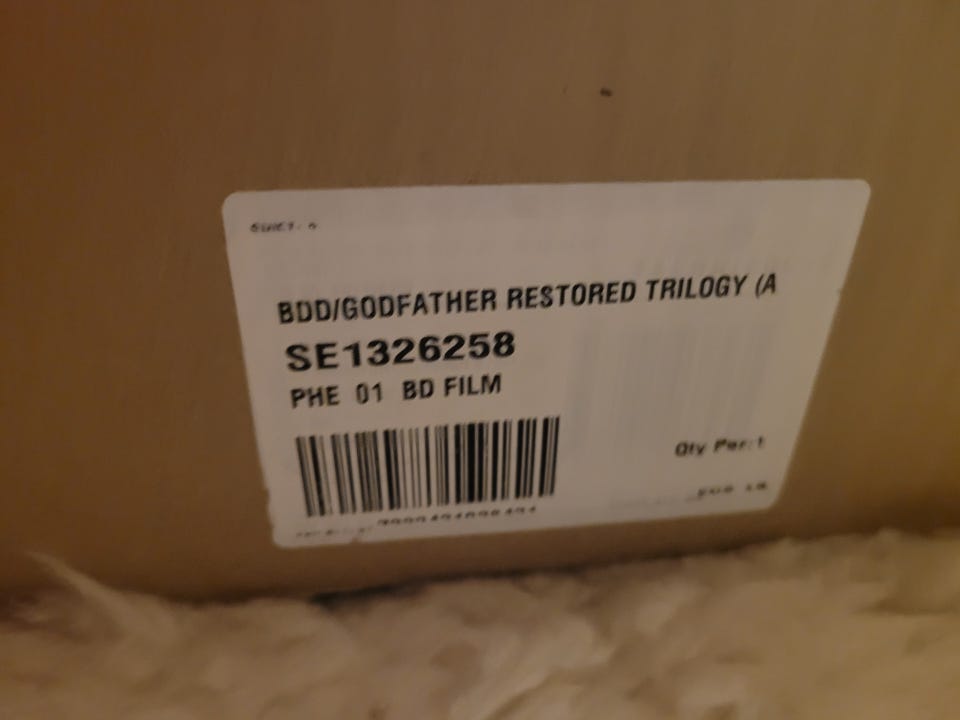 BDD/GODFATHER RESTORED TRILOGY (A
SE1326258
PHE 01 BD FILM
Qty Per: 1